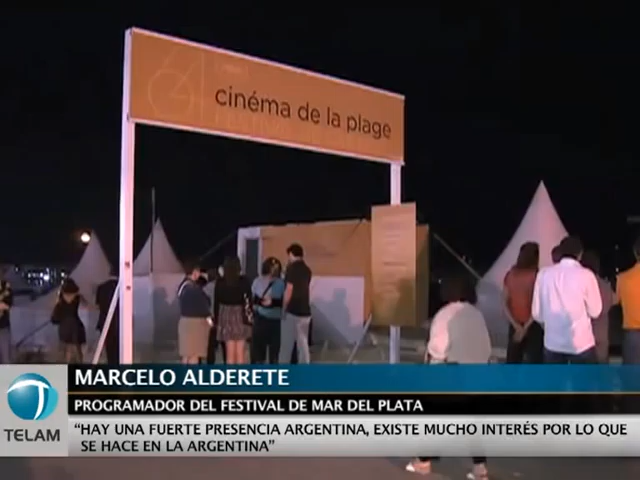 cinéma de la plage
MARCELO ALDERETE
PROGRAMADOR DEL FESTIVAL DE MAR DEL PLATA
TELAM
“HAY UNA FUERTE PRESENCIA ARGENTINA, EXISTE MUCHO INTERÉS POR LO QUE
SE HACE EN LA ARGENTINA”